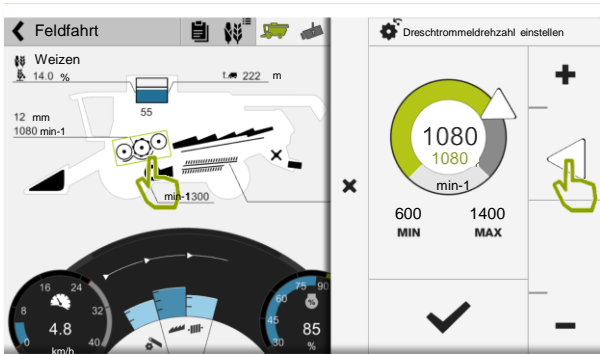 Feldfahrt
Weizen
14.0 %
t. 222 m
55
12 mm
1080 min-1
min-1300
16 24
8 32
0 40
4.8
km/h
75 90
60
45
30
%
85
%
Dreschtrommeldrehzahl einstellen
1080
1080
min-1
600 1400
MIN MAX